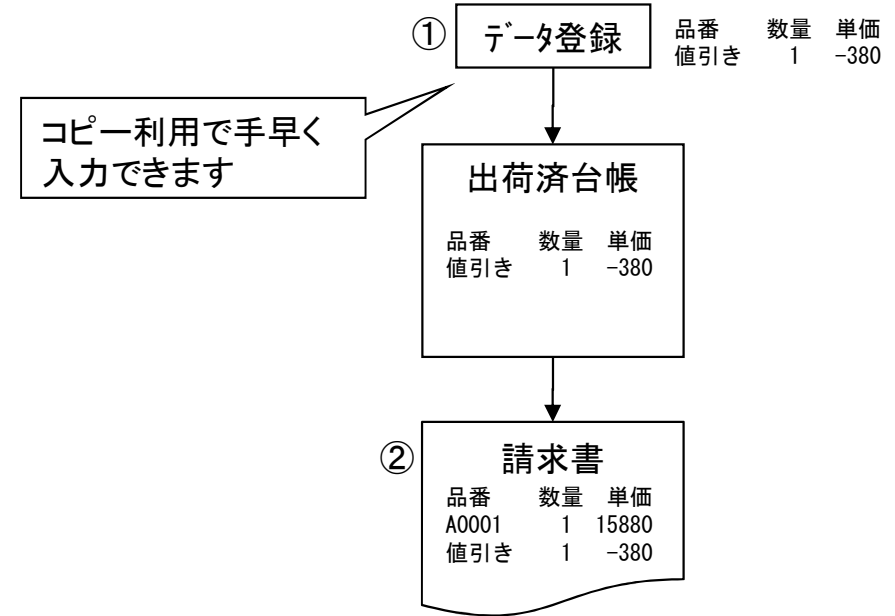 ① データ登録
品番 数量 単価
値引き 1 -380
コピー利用で手早く
入力できます
出荷済台帳
品番 数量 単価
値引き 1 -380
② 請求書
品番 数量 単価
A0001 1 15880
値引き 1 -380